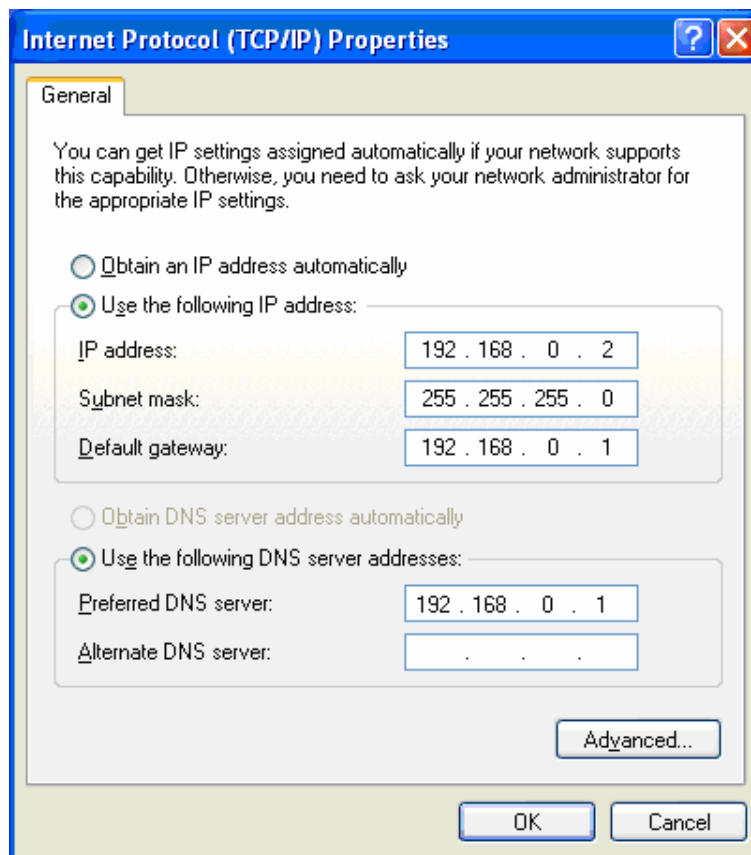 Internet Protocol (TCP/IP) Properties
General
You can get IP settings assigned automatically if your network supports
this capability. Otherwise, you need to ask your network administrator for
the appropriate IP settings.
Obtain an IP address automatically
Use the following IP address:
IP address: 192 . 168 . 0 . 2
Subnet mask: 255 . 255 . 255 . 0
Default gateway: 192 . 168 . 0 . 1
Obtain DNS server address automatically
Use the following DNS server addresses:
Preferred DNS server: 192 . 168 . 0 . 1
Alternate DNS server: . . .
Advanced...
OK Cancel